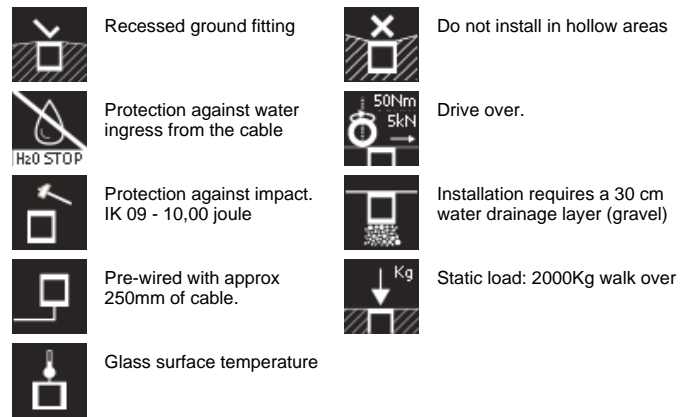 Recessed ground fitting
Do not install in hollow areas
H20 STOP
Protection against water
ingress from the cable
50Nm
5kN
Drive over.
Protection against impact.
IK 09 - 10,00 joule
Installation requires a 30 cm
water drainage layer (gravel)
Pre-wired with approx
250mm of cable.
Kg
Static load: 2000Kg walk over
Glass surface temperature